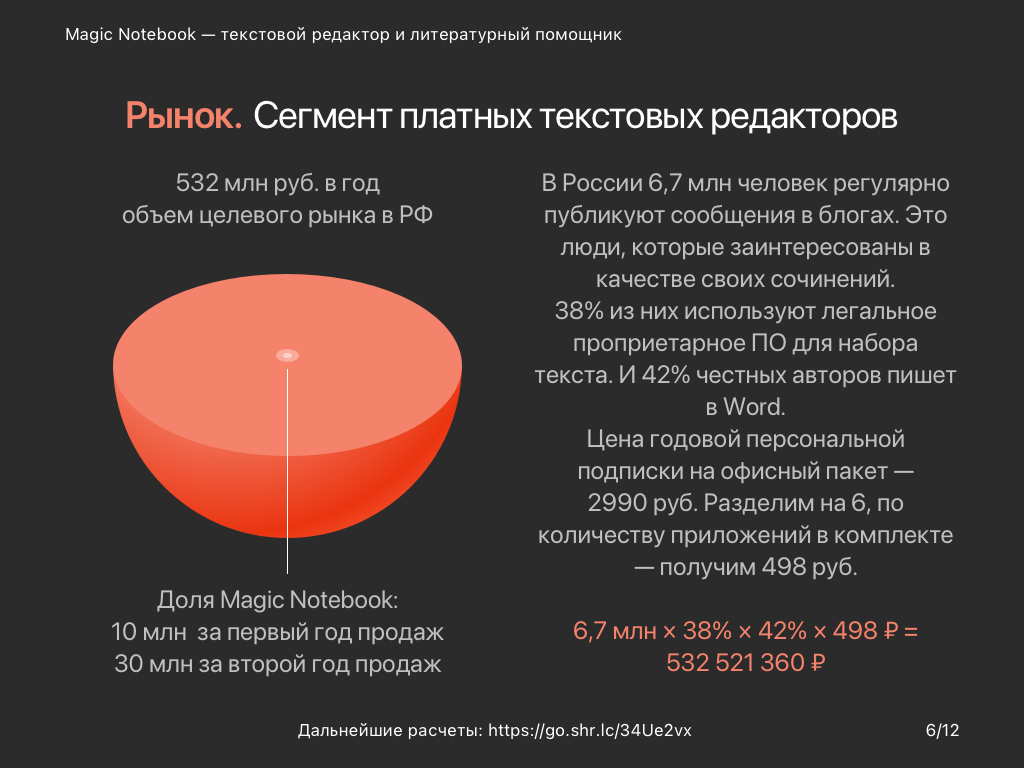 Magic Notebook — текстовой редактор и литературный помощник
Рынок. Сегмент платных текстовых редакторов
532 млн руб. в год
объем целевого рынка в РФ
Доля Magic Notebook:
10 млн  за первый год продаж
30 млн за второй год продаж
В России 6,7 млн человек регулярно
публикуют сообщения в блогах. Это
люди, которые заинтересованы в
качестве своих сочинений.
38% из них используют легальное
проприетарное ПО для набора
текста. И 42% честных авторов пишет
в Word.
Цена годовой персональной
подписки на офисный пакет —
2990 руб. Разделим на 6, по
количеству приложений в комплекте
— получим 498 руб.
6,7 млн × 38% × 42% × 498 ₽ =
532 521 360 ₽
Дальнейшие расчеты: https://go.shr.lc/34Ue2vx
6/12